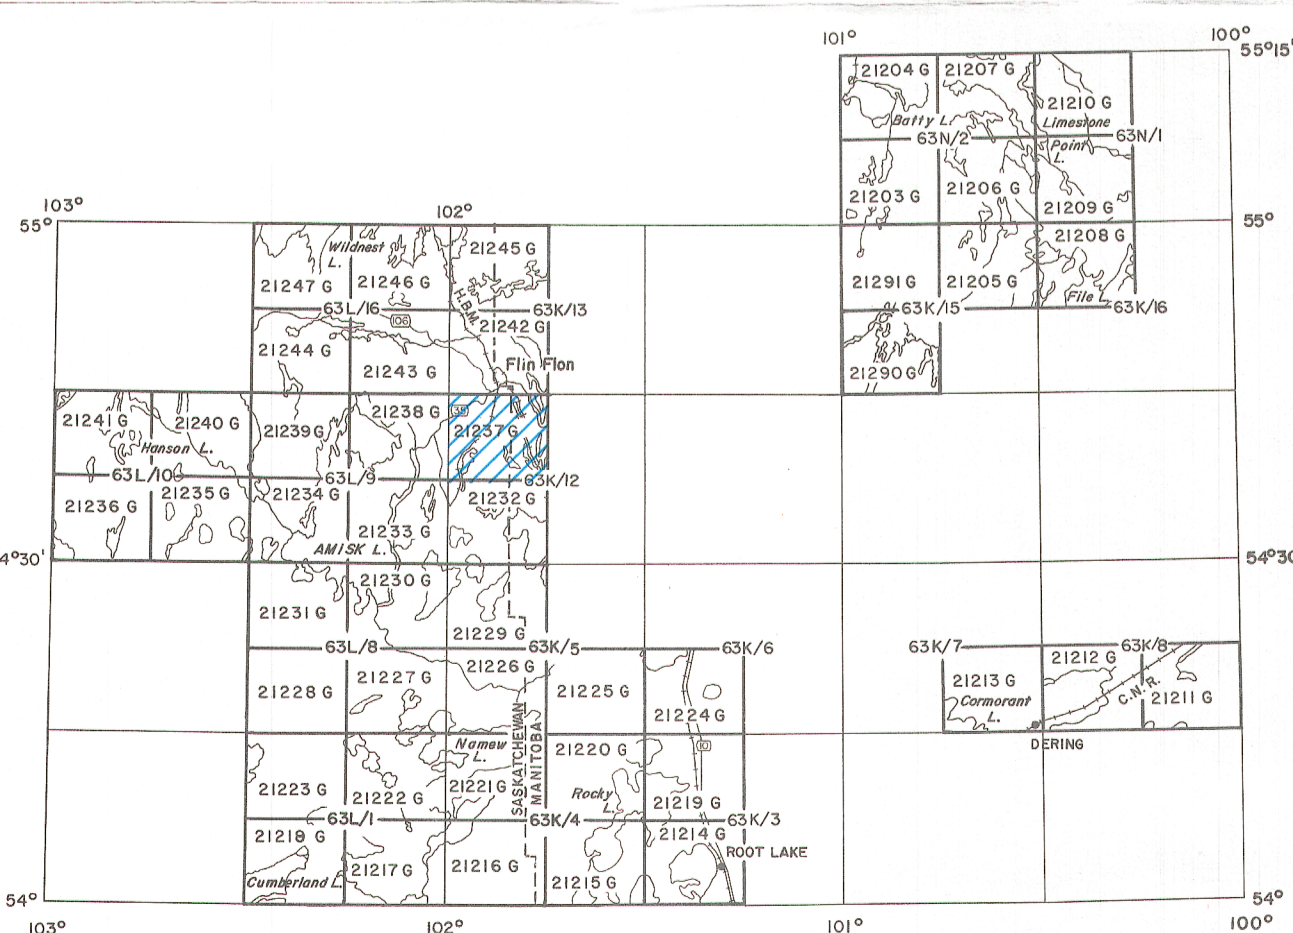 101°
100°
55°15'
21204 G
21207 G
21210 G
Batty L.
Limestone
63N/2
63N/1
Point
L.
21203 G
21206 G
21209 G
103°
102°
55°
55°
21208 G
Wildnest
L.
21245 G
21247 G
21246 G
21291 G
21205 G
File L.
H.B.M.
63L/16
63K/13
63K/15
63K/16
106
21242 G
21244 G
21243 G
Flin Flon
21290 G
21241 G
21240 G
21239 G
21238 G
35
21237 G
Hanson L.
63L/10
63L/9
63K/12
21236 G
21235 G
21234 G
21233 G
21232 G
AMISK L.
4°30'
54°30
21230 G
21231 G
21229 G
63L/8
63K/5
63K/6
63K/7
63K/8
21228 G
21227 G
21226 G
21225 G
21224 G
21213 G
21212 G
21211 G
Cormorant
L.
C.N.R.
DERING
SASKATCHEWAN
MANITOBA
Namew
L.
21220 G
10
21223 G
21222 G
21221 G
Rocky
L.
21219 G
63L/1
63K/4
63K/3
21218 G
21214 G
ROOT LAKE
21217 G
21216 G
21215 G
Cumberland L.
54°
54°
103°
102°
101°
100°